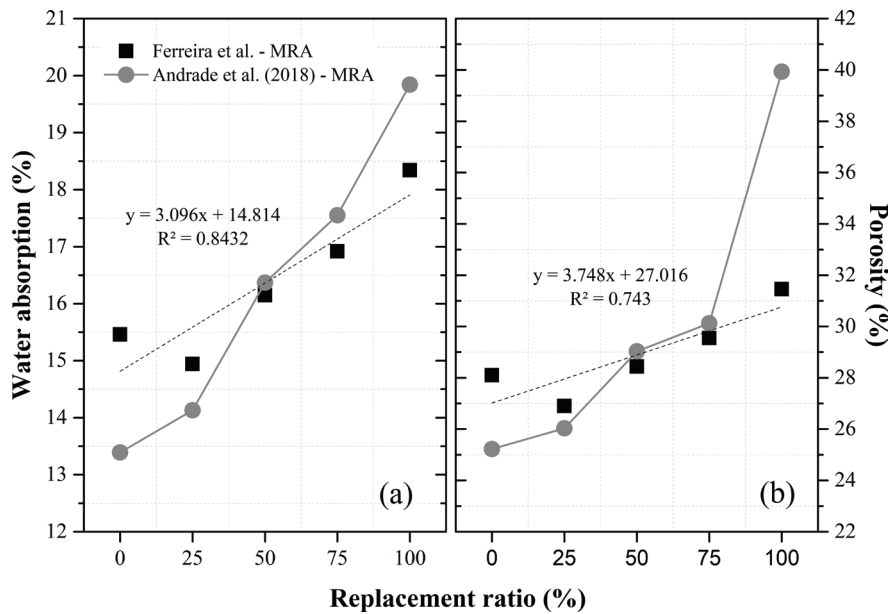 21
20
19
18
17
16
15
14
13
12
Water absorption (%)
Ferreira et al. - MRA
Andrade et al. (2018) - MRA
y = 3.096x + 14.814
R² = 0.8432
(a)
0 25 50 75 100
y = 3.748x + 27.016
R² = 0.743
(b)
0 25 50 75 100
42
40
38
36
34
32
30
28
26
24
22
Porosity (%)
Replacement ratio (%)